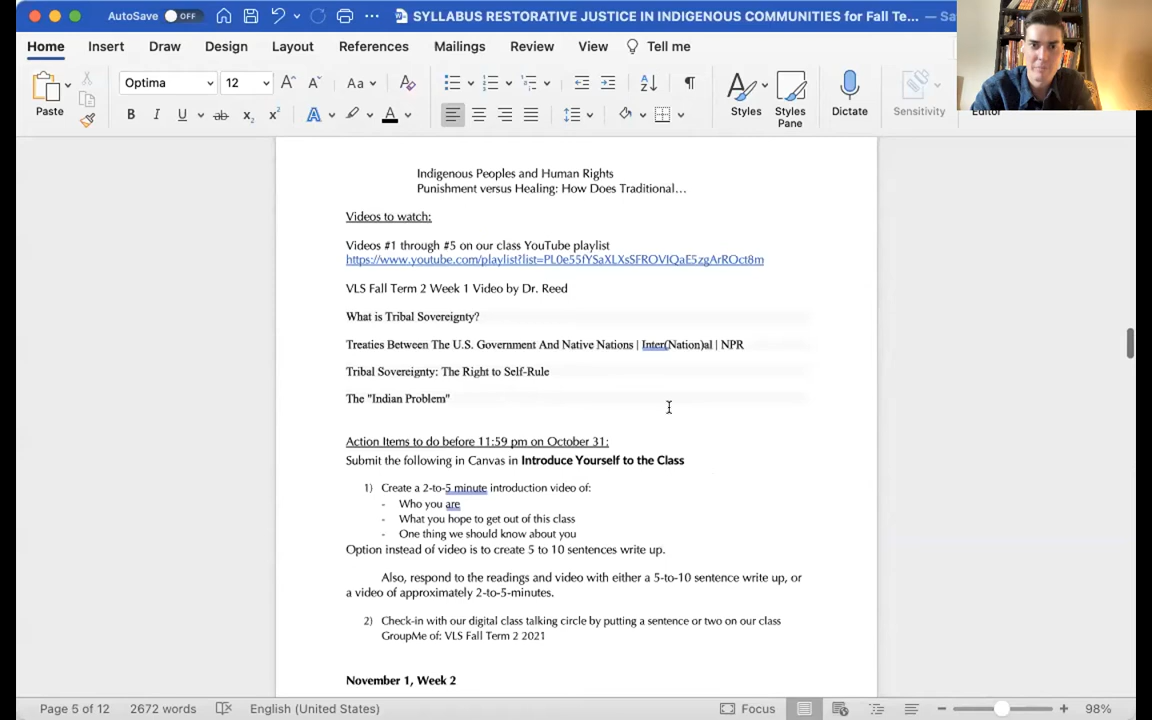 AutoSave OFF SYLLABUS RESTORATIVE JUSTICE IN INDIGENOUS COMMUNITIES for Fall Te... — Sa
Home Insert Draw Design Layout References Mailings Review View Tell me
Paste Optima 12 Aa Styles Styles Pane Dictate Sensitivity Editor
Indigenous Peoples and Human Rights
Punishment versus Healing: How Does Traditional...
Videos to watch:
Videos #1 through #5 on our class YouTube playlist
https://www.youtube.com/playlist?list=PL0e55fYSaXLXsSFROVIQaE5zgArROct8m
VLS Fall Term 2 Week 1 Video by Dr. Reed
What is Tribal Sovereignty?
Treaties Between The U.S. Government And Native Nations | Inter(Nation)al | NPR
Tribal Sovereignty: The Right to Self-Rule
The "Indian Problem"
Action Items to do before 11:59 pm on October 31:
Submit the following in Canvas in Introduce Yourself to the Class
1) Create a 2-to-5 minute introduction video of:
- Who you are
- What you hope to get out of this class
- One thing we should know about you
Option instead of video is to create 5 to 10 sentences write up.
Also, respond to the readings and video with either a 5-to-10 sentence write up, or
a video of approximately 2-to-5-minutes.
2) Check-in with our digital class talking circle by putting a sentence or two on our class
GroupMe of: VLS Fall Term 2 2021
November 1, Week 2
Page 5 of 12 2672 words English (United States) Focus 98%